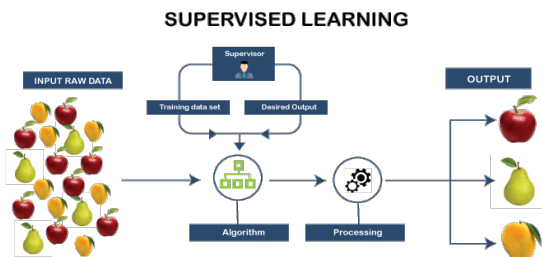 SUPERVISED LEARNING
Supervisor
INPUT RAW DATA
OUTPUT
Training data set
Desired Output
Algorithm
Processing